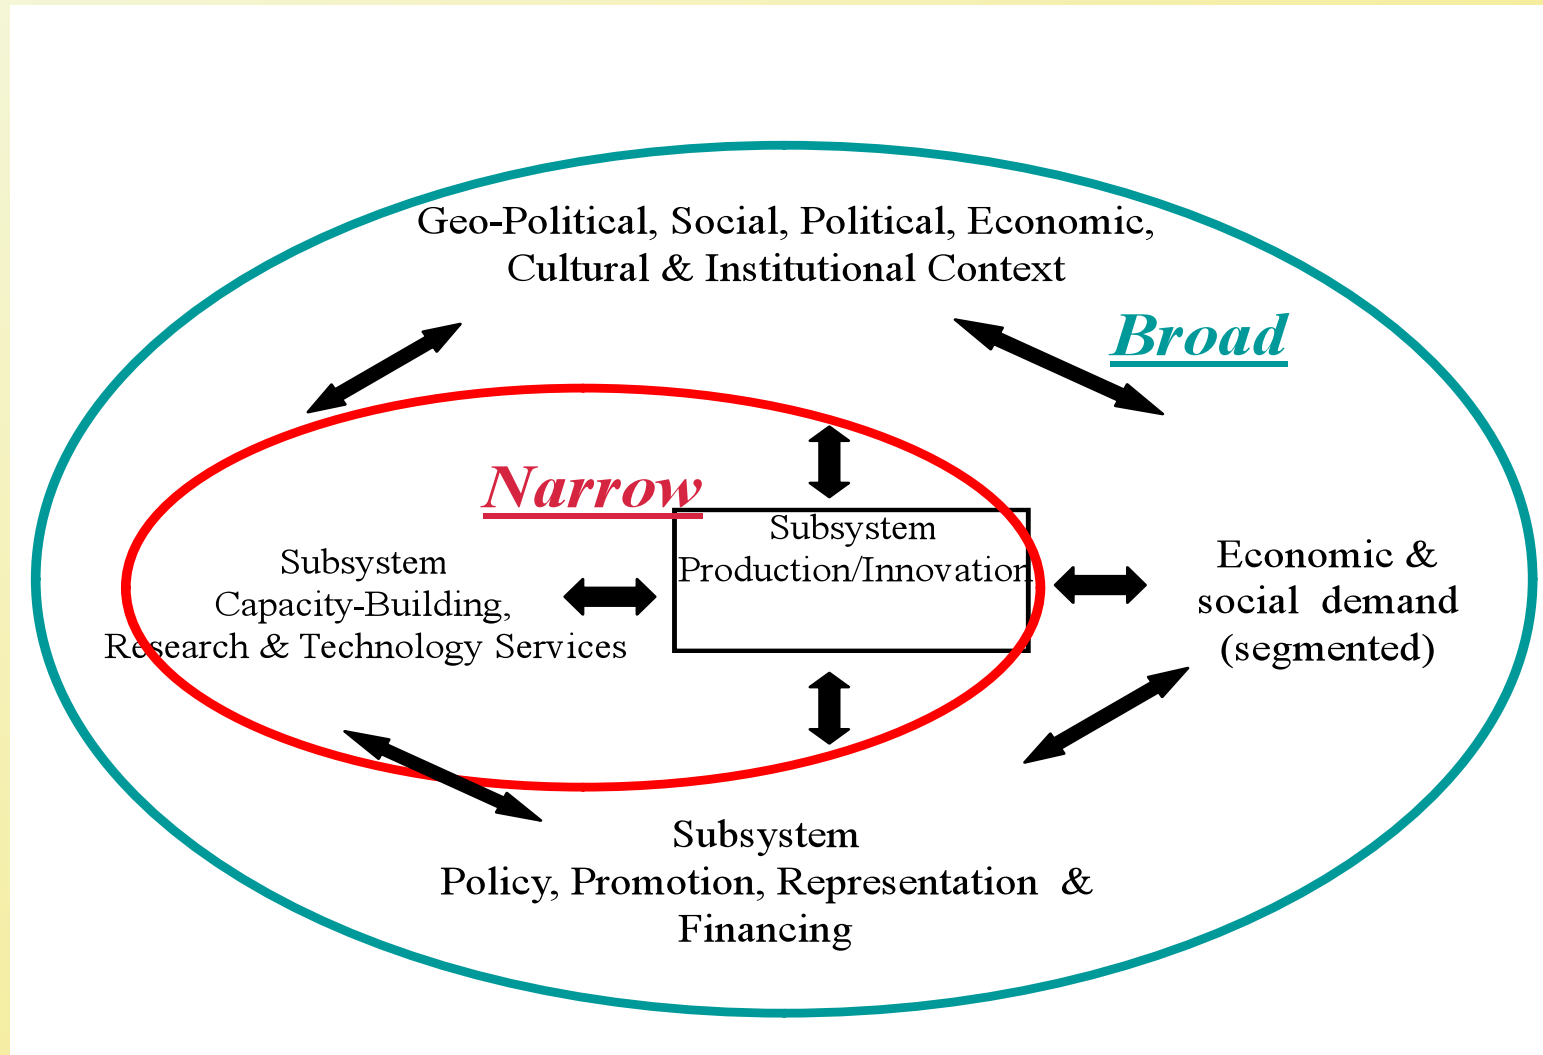 Geo-Political, Social, Political, Economic,
Cultural & Institutional Context
Broad
Narrow
Subsystem
Production/Innovation
Subsystem
Capacity-Building,
Research & Technology Services
Economic &
social demand
(segmented)
Subsystem
Policy, Promotion, Representation &
Financing